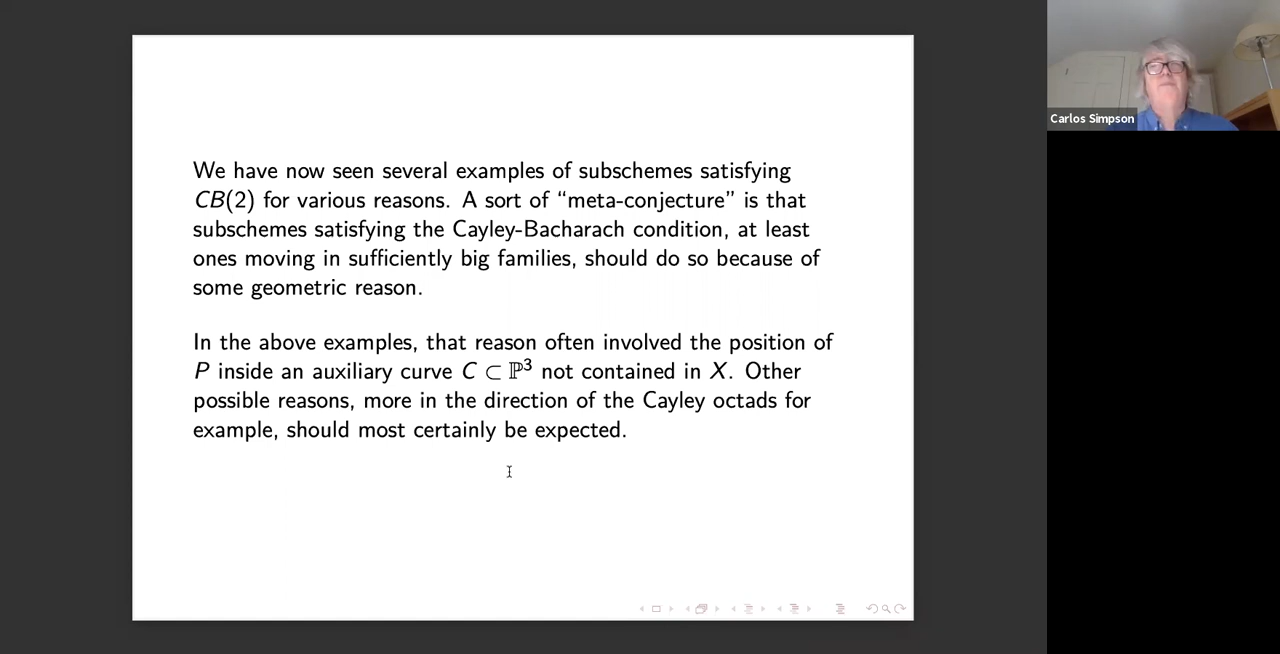 We have now seen several examples of subschemes satisfying
CB(2) for various reasons. A sort of “meta-conjecture” is that
subschemes satisfying the Cayley-Bacharach condition, at least
ones moving in sufficiently big families, should do so because of
some geometric reason.
In the above examples, that reason often involved the position of
P inside an auxiliary curve C ⊂ ℙ³ not contained in X. Other
possible reasons, more in the direction of the Cayley octads for
example, should most certainly be expected.
Carlos Simpson